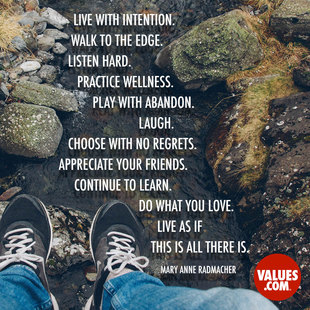 LIVE WITH INTENTION.
WALK TO THE EDGE.
LISTEN HARD.
PRACTICE WELLNESS.
PLAY WITH ABANDON.
LAUGH.
CHOOSE WITH NO REGRETS.
APPRECIATE YOUR FRIENDS.
CONTINUE TO LEARN.
DO WHAT YOU LOVE.
LIVE AS IF
THIS IS ALL THERE IS.
MARY ANNE RADMACHER
VALUES
.COM